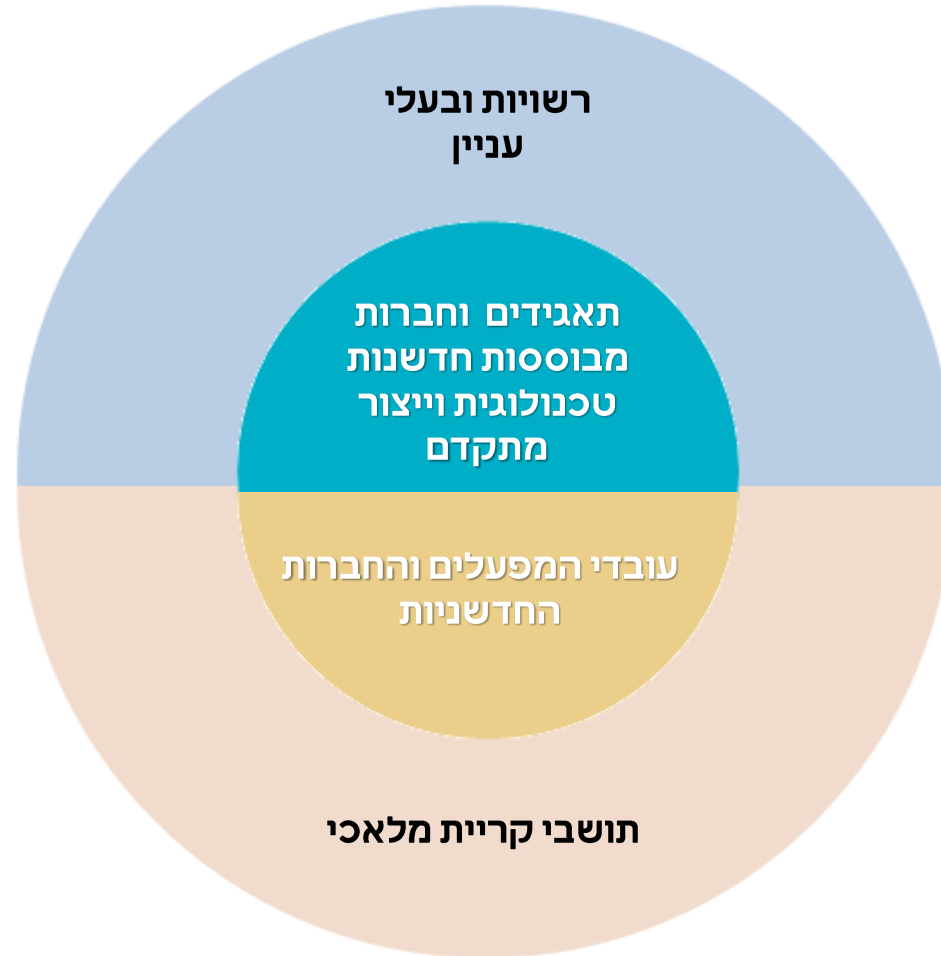 רשויות ובעלי
עניין
תאגידים וחברות
מבוססות חדשנות
טכנולוגית וייצור
מתקדם
עובדי המפעלים והחברות
החדשניות
תושבי קריית מלאכי